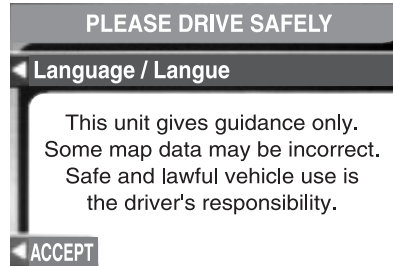 PLEASE DRIVE SAFELY
Language / Langue
This unit gives guidance only.
Some map data may be incorrect.
Safe and lawful vehicle use is
the driver's responsibility.
ACCEPT